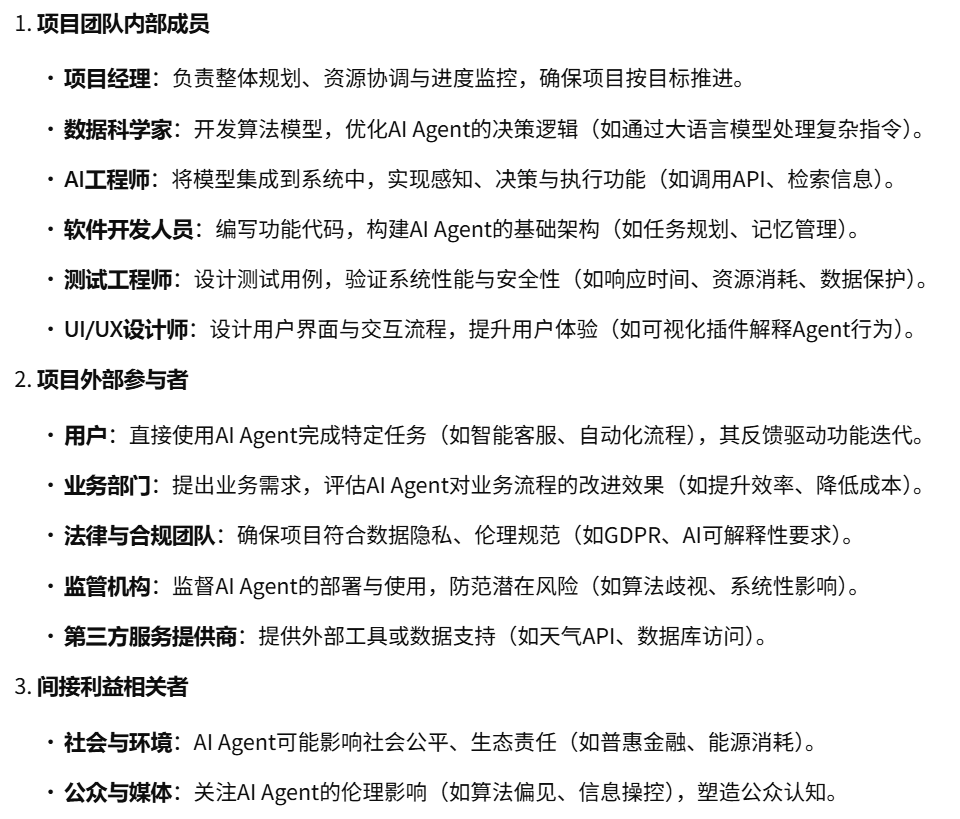 1. 项目团队内部成员
• 项目经理：负责整体规划、资源协调与进度监控，确保项目按目标推进。
• 数据科学家：开发算法模型，优化AI Agent的决策逻辑（如通过大语言模型处理复杂指令）。
• AI工程师：将模型集成到系统中，实现感知、决策与执行功能（如调用API、检索信息）。
• 软件开发人员：编写功能代码，构建AI Agent的基础架构（如任务规划、记忆管理）。
• 测试工程师：设计测试用例，验证系统性能与安全性（如响应时间、资源消耗、数据保护）。
• UI/UX设计师：设计用户界面与交互流程，提升用户体验（如可视化插件解释Agent行为）。
2. 项目外部参与者
• 用户：直接使用AI Agent完成特定任务（如智能客服、自动化流程），其反馈驱动功能迭代。
• 业务部门：提出业务需求，评估AI Agent对业务流程的改进效果（如提升效率、降低成本）。
• 法律与合规团队：确保项目符合数据隐私、伦理规范（如GDPR、AI可解释性要求）。
• 监管机构：监督AI Agent的部署与使用，防范潜在风险（如算法歧视、系统性影响）。
• 第三方服务提供商：提供外部工具或数据支持（如天气API、数据库访问）。
3. 间接利益相关者
• 社会与环境：AI Agent可能影响社会公平、生态责任（如普惠金融、能源消耗）。
• 公众与媒体：关注AI Agent的伦理影响（如算法偏见、信息操控），塑造公众认知。